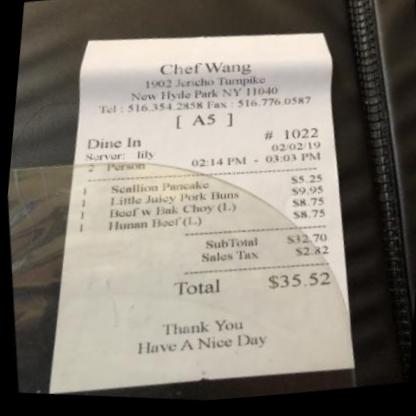 Chef Wang
1902 Jericho Turnpike
New Hyde Park NY 11040
Tel : 516.354.2858 Fax : 516.776.0587
[ A5 ]
Dine In # 1022
Server: lily 02/02/19
2 Person 02:14 PM - 03:03 PM
1 Scallion Pancake $5.25
1 Little Juicy Pork Buns $9.95
1 Beef w Bak Choy (L) $8.75
1 Hunan Beef (L) $8.75
SubTotal $32.70
Sales Tax $2.82
Total $35.52
Thank You
Have A Nice Day